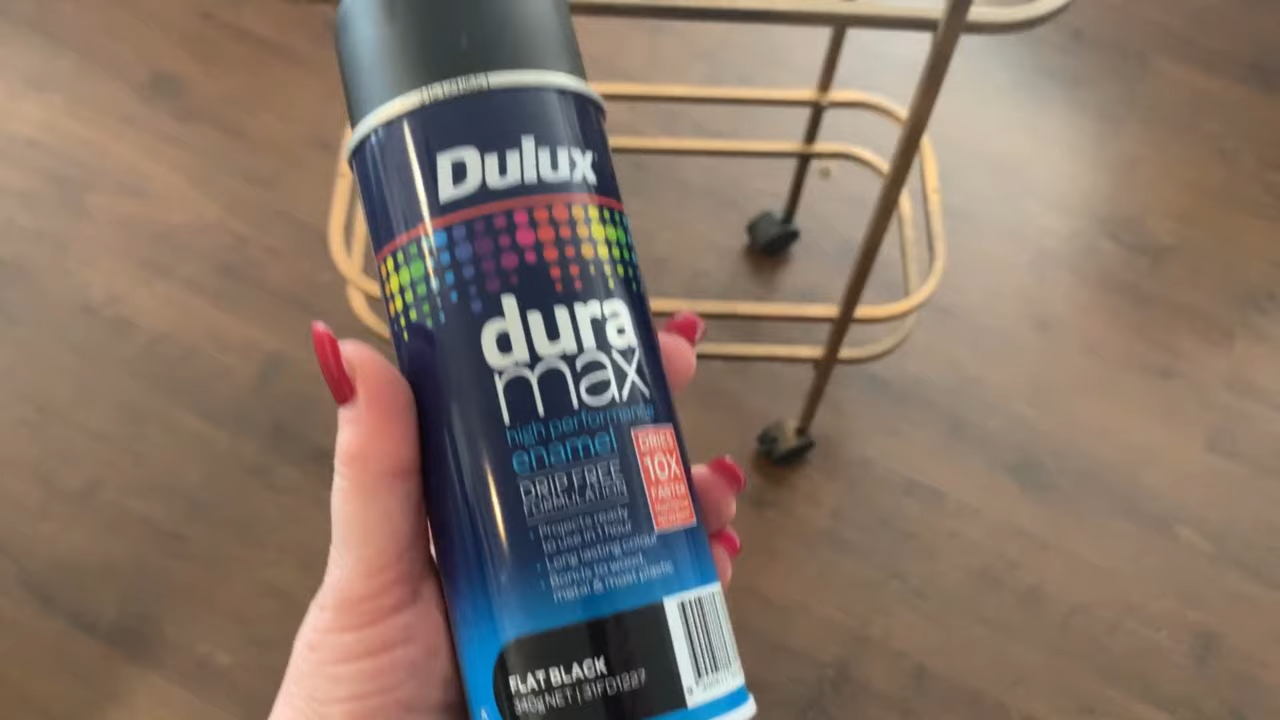 Dulux
dura
max
high performance
enamel
DRIP FREE
FORMULATION
DRIES
10X
FASTER
Projects ready
to use in 1 hour
Long lasting colour
Bonds to wood,
metal & most plastic
FLAT BLACK
340g NET | 31FD1227